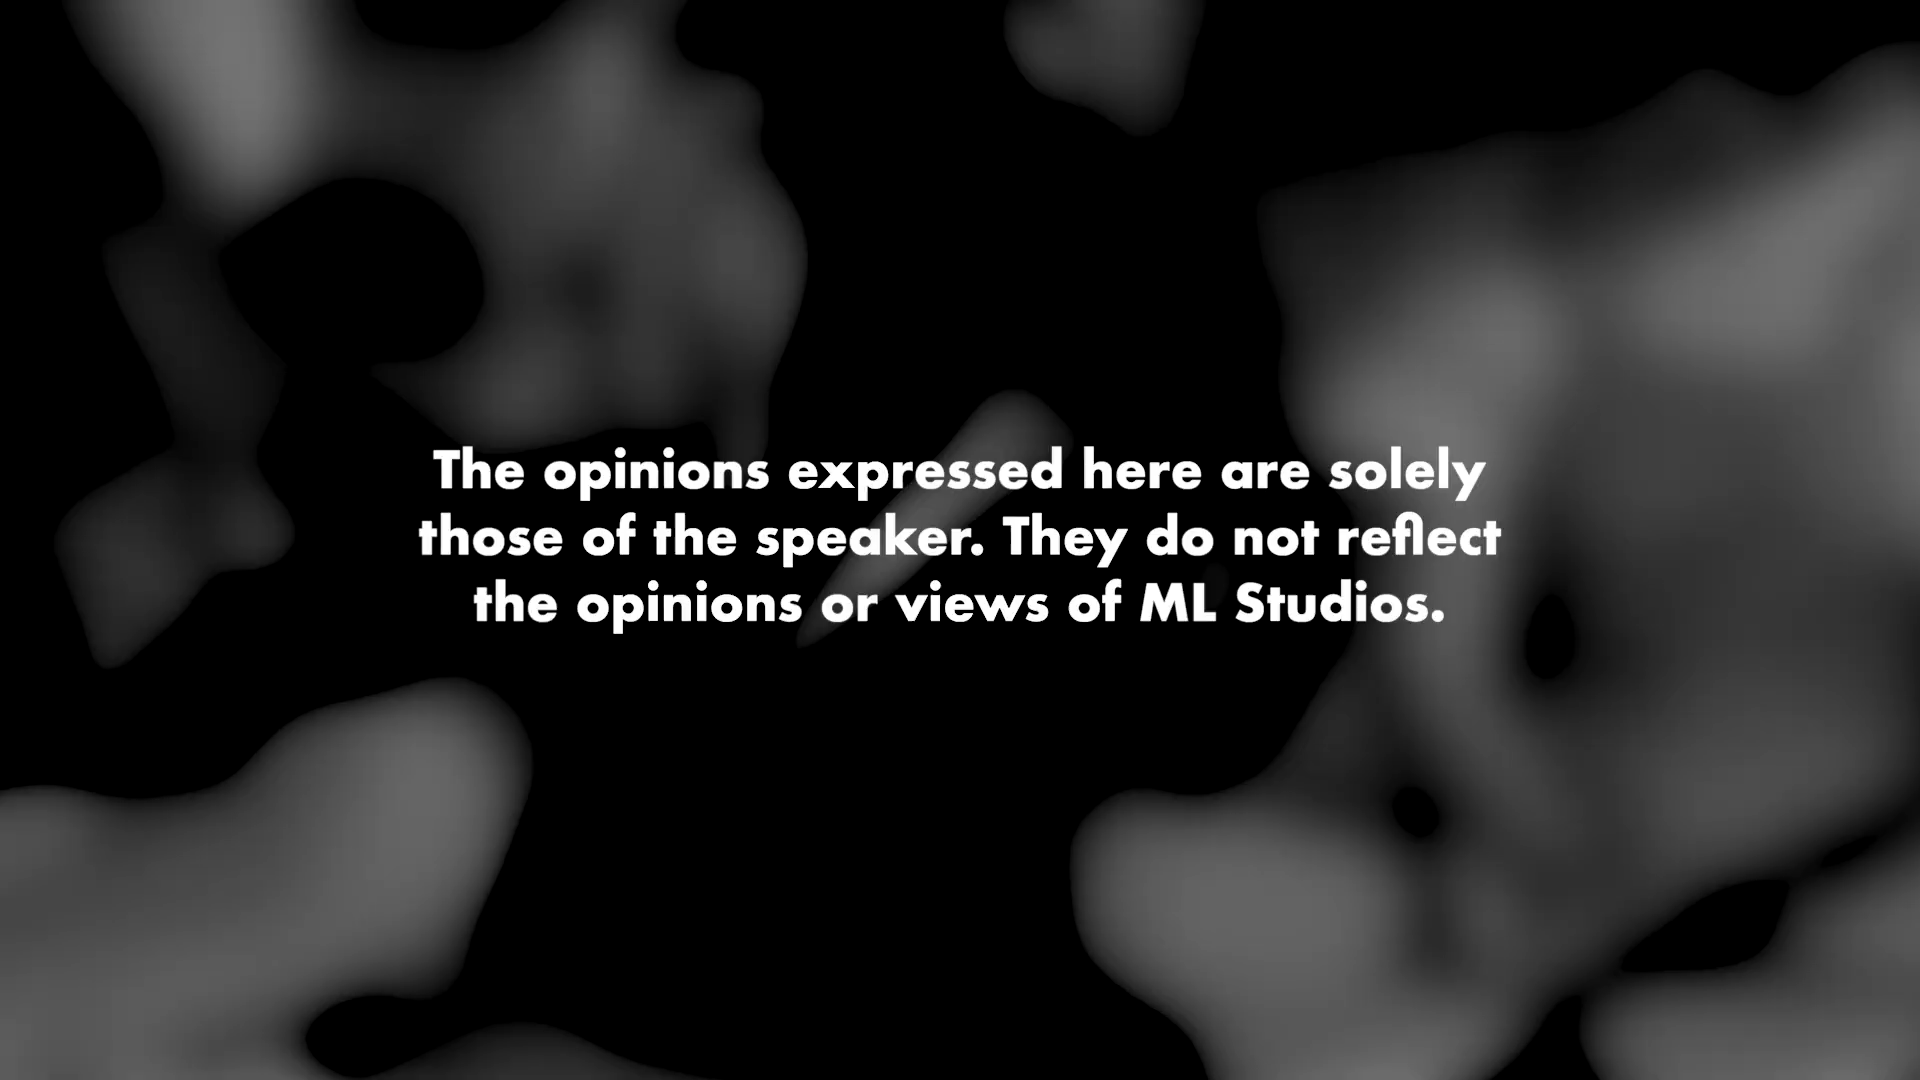 The opinions expressed here are solely
those of the speaker. They do not reflect
the opinions or views of ML Studios.